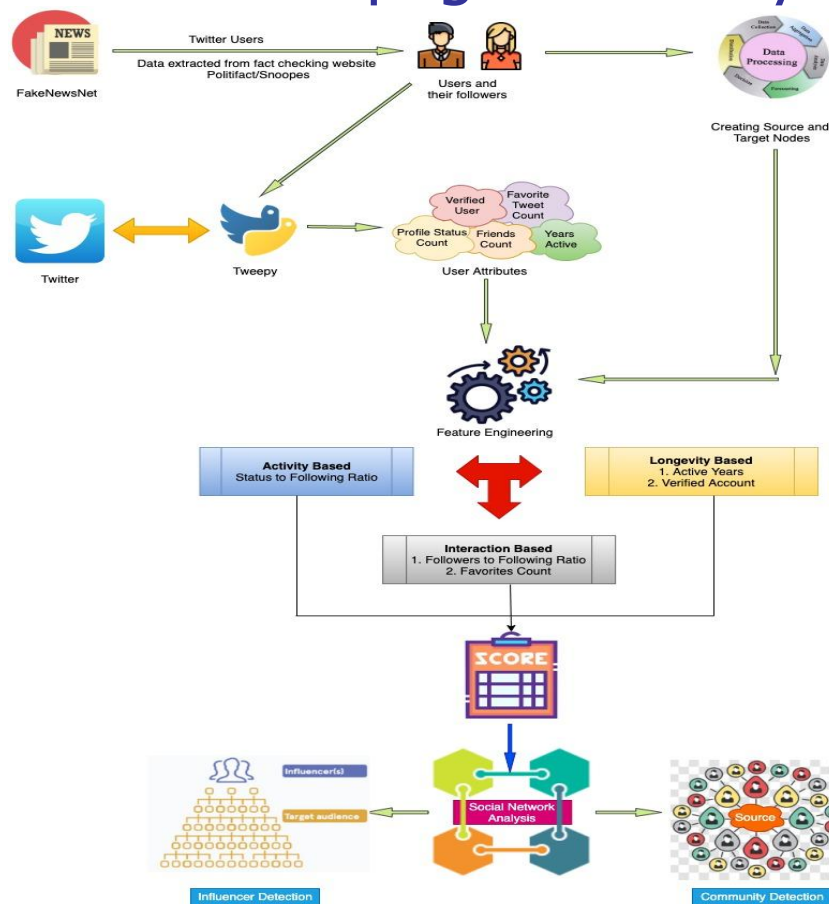 NEWS
FakeNewsNet
Twitter Users
Data extracted from fact checking website
Politifact/Snoopes
Users and
their followers
Data
Collection
Data
Processing
Forecasting
Creating Source and
Target Nodes
Twitter
Tweepy
Verified
User
Favorite
Tweet
Count
Profile Status
Count
Friends
Count
Years
Active
User Attributes
Feature Engineering
Activity Based
Status to Following Ratio
Longevity Based
1. Active Years
2. Verified Account
Interaction Based
1. Followers to Following Ratio
2. Favorites Count
SCORE
Influencer(s)
Target audience
Social Network
Analysis
Source
Influencer Detection
Community Detection